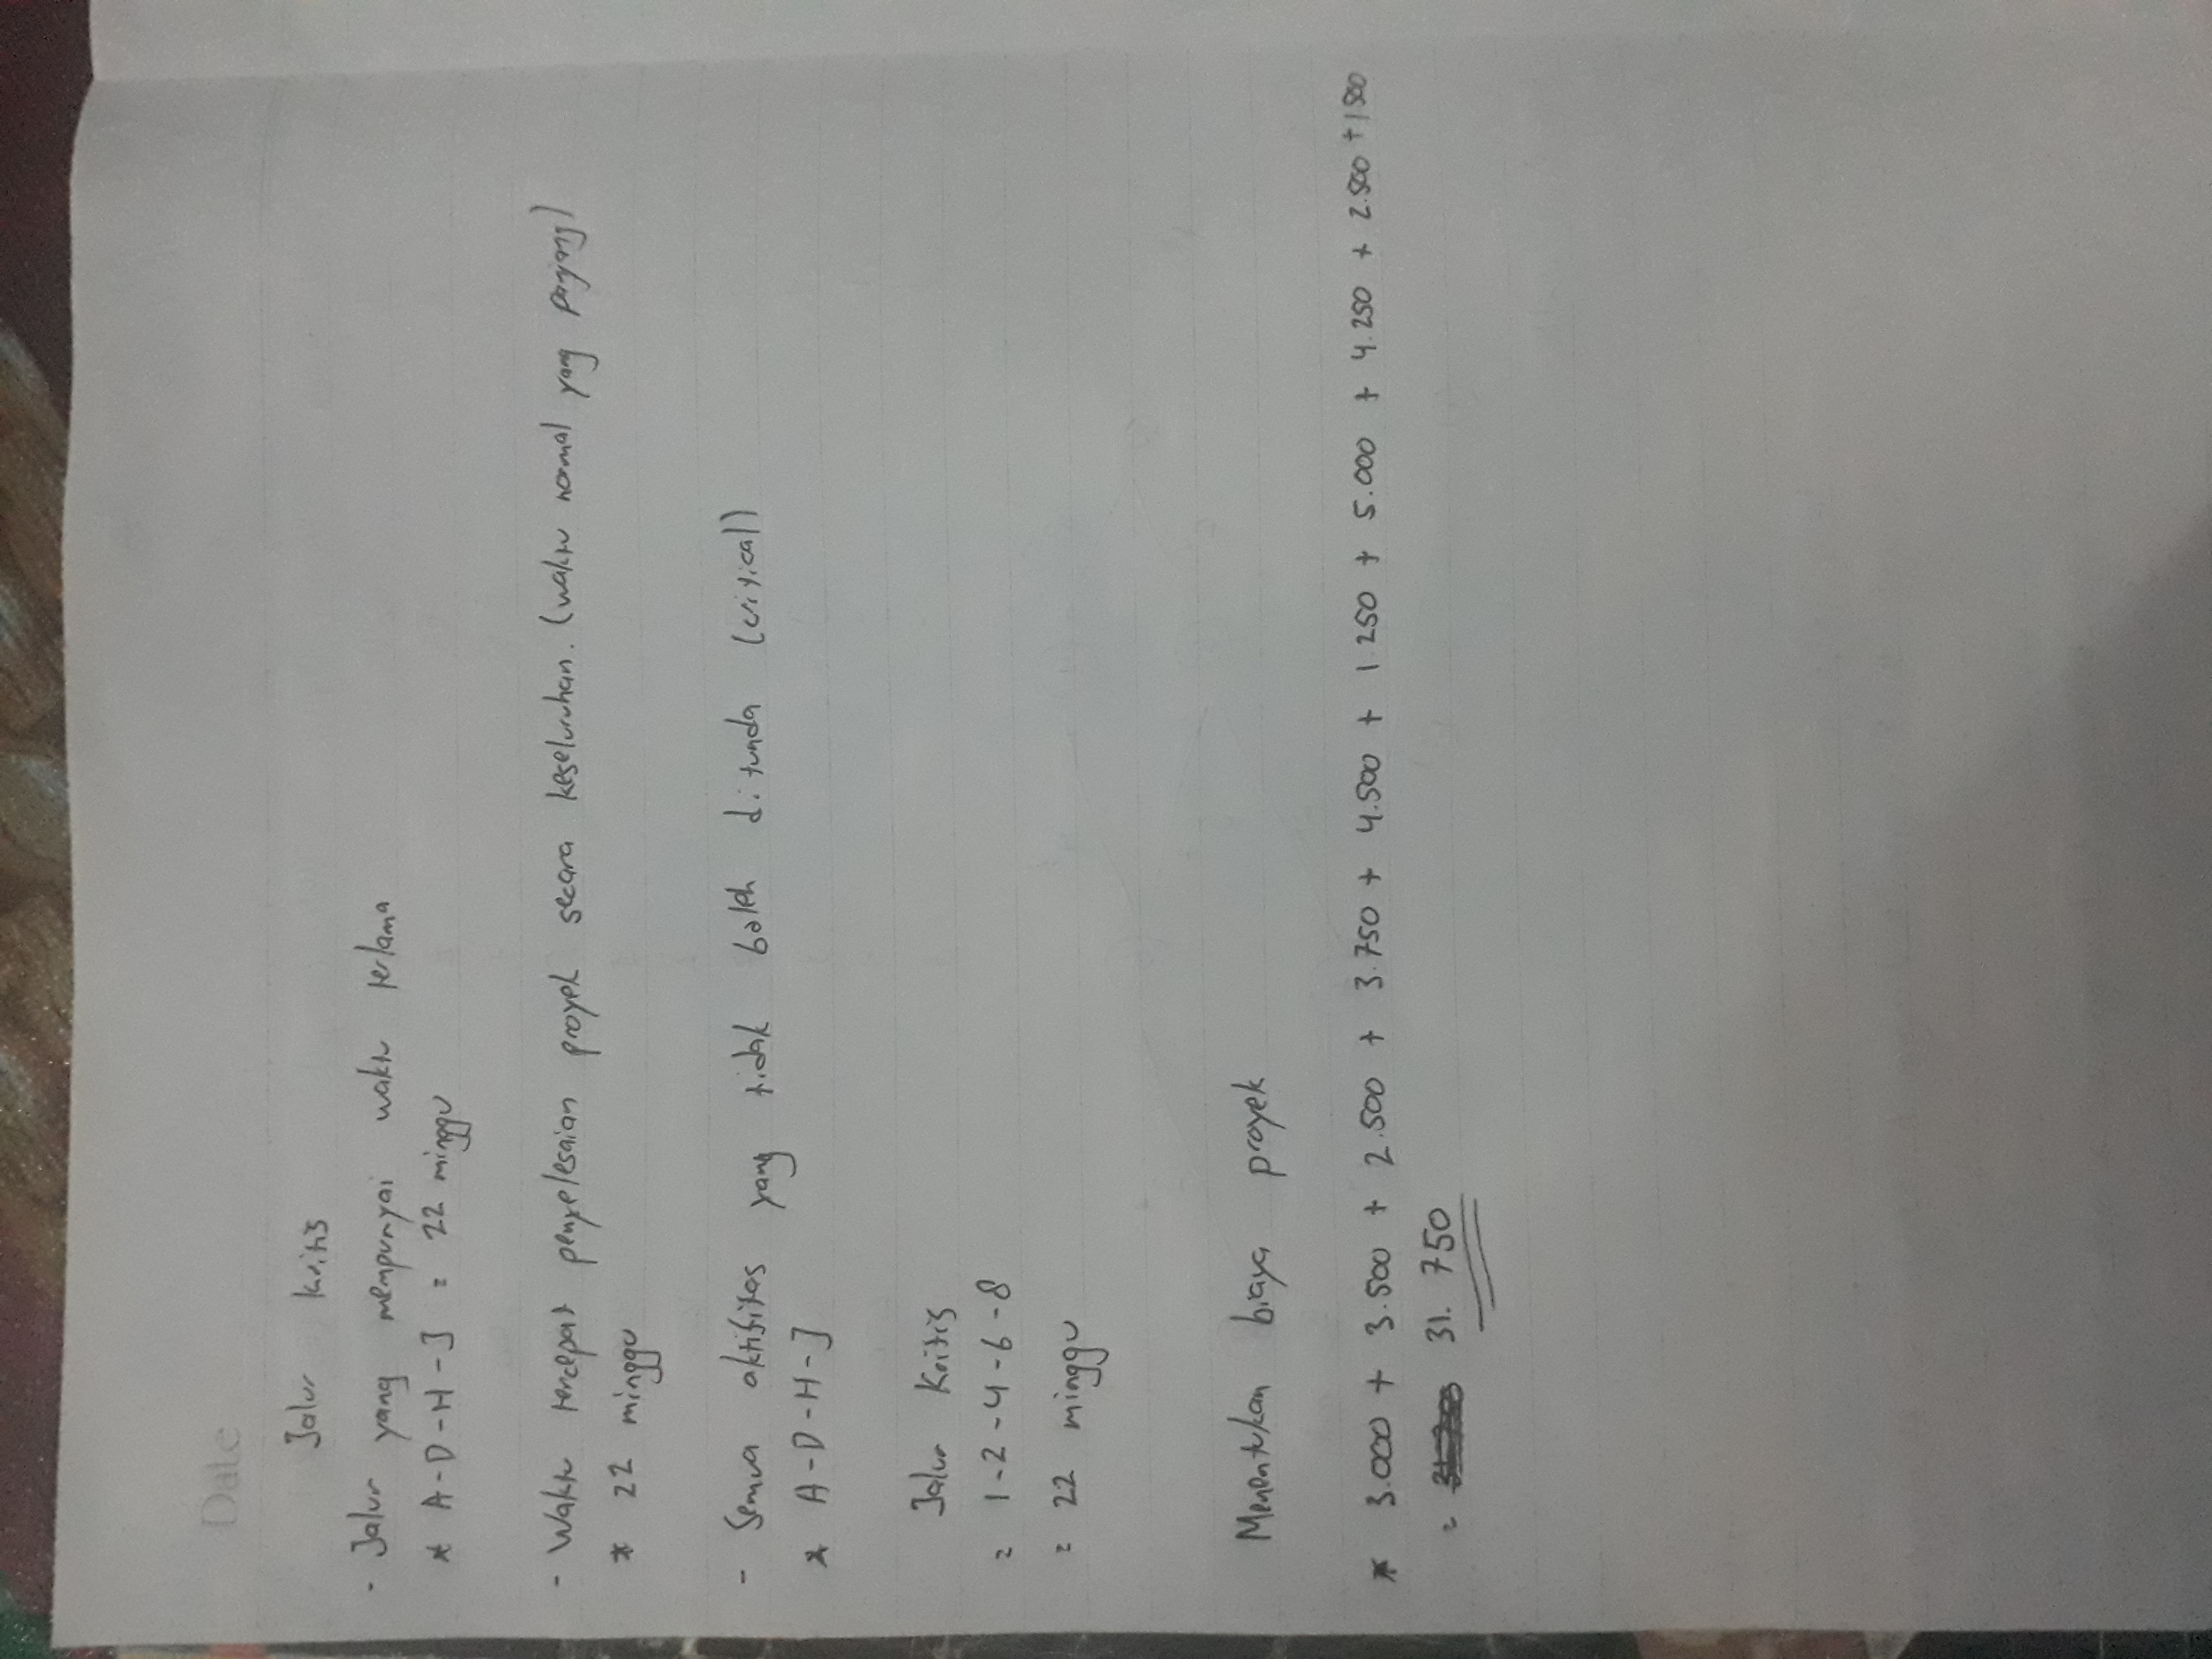 Date
Jalur kritis
- Jalur yang mempunyai waktu terlama
* A-D-H-J = 22 minggu
- Waktu tercepat penyelesaian proyek secara keseluruhan. (waktu normal yang panjang)
* 22 minggu
- Semua aktifitas yang tidak boleh ditunda (critical)
* A-D-H-J
Jalur Kritis
= 1-2-4-6-8
= 22 minggu
Menentukan biaya proyek
* 3.000 + 3.500 + 2.500 + 3.750 + 4.500 + 1.250 + 5.000 + 4.250 + 2.500 + 1500
= 31.750